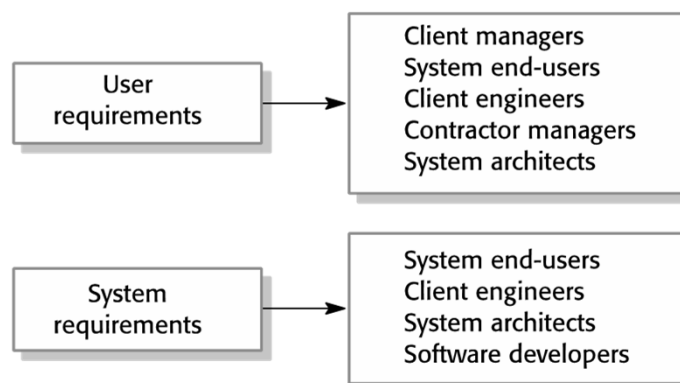 User
requirements
Client managers
System end-users
Client engineers
Contractor managers
System architects
System
requirements
System end-users
Client engineers
System architects
Software developers